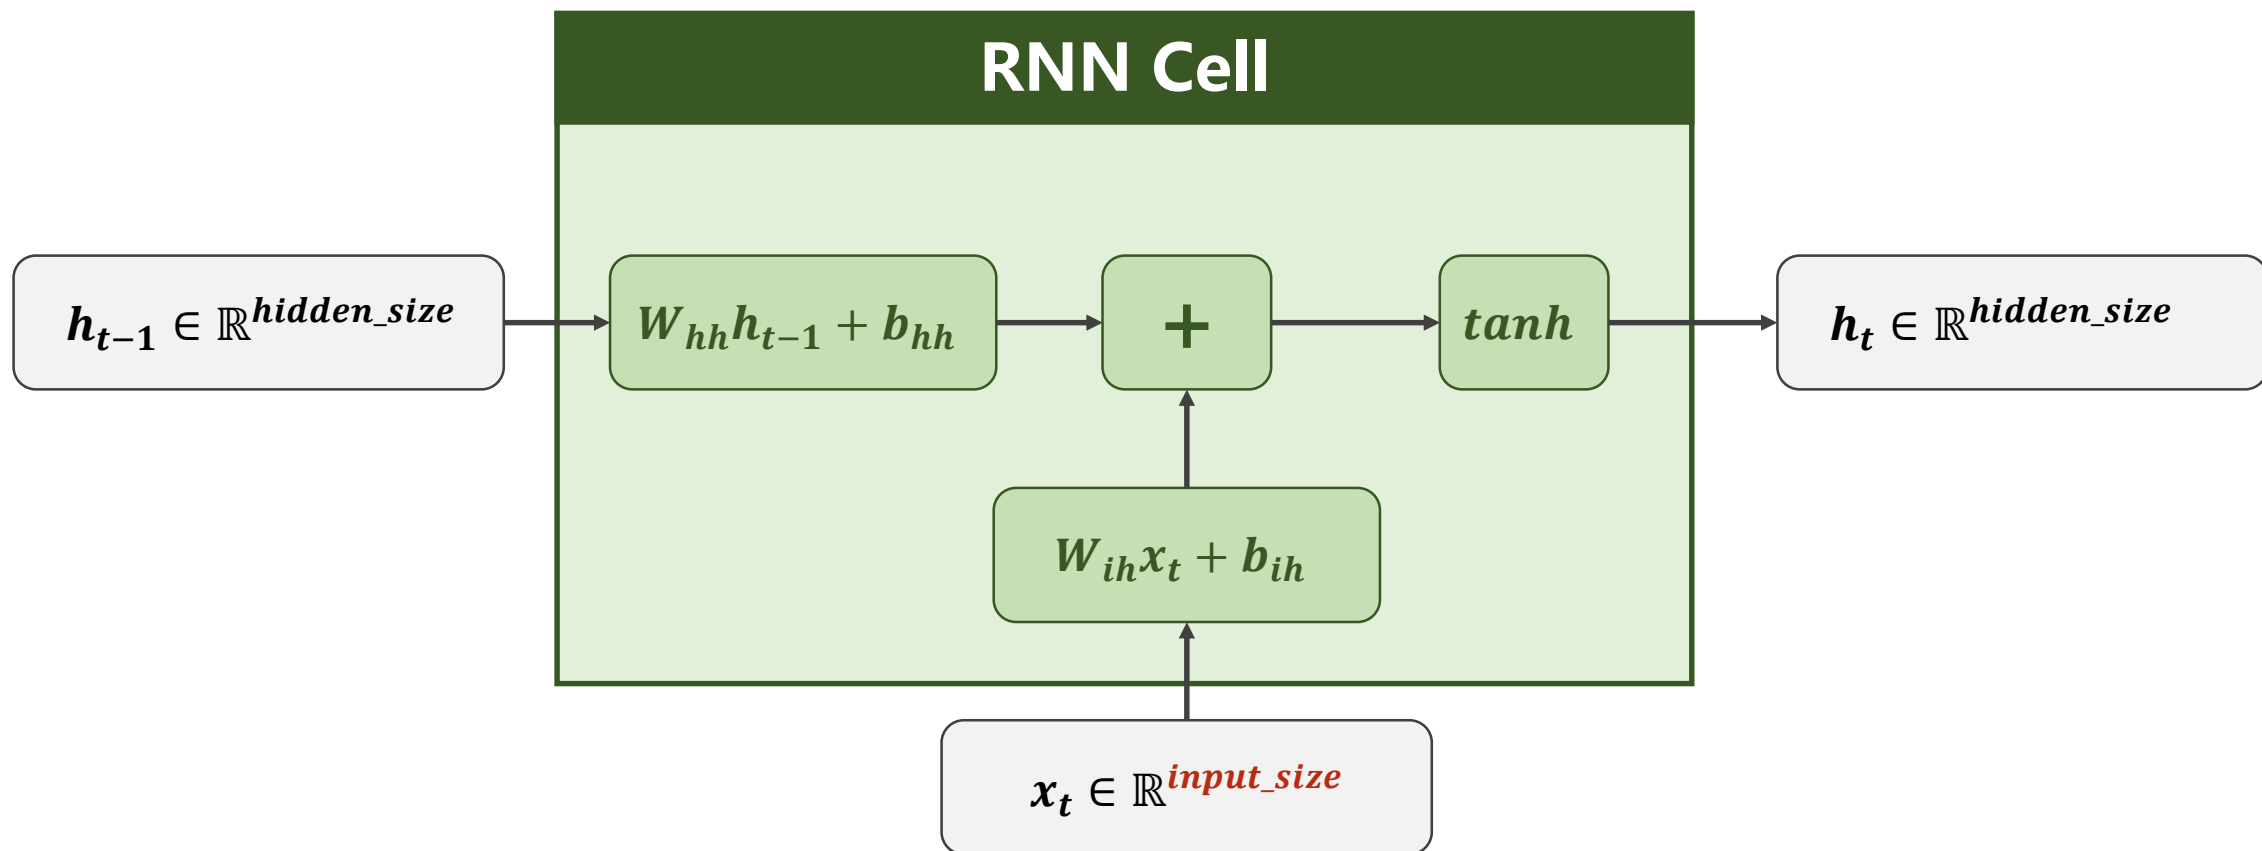 RNN Cell
h_{t−1} ∈ ℝ^{hidden_size}
W_{hh}h_{t−1} + b_{hh}
+
tanh
h_t ∈ ℝ^{hidden_size}
W_{ih}x_t + b_{ih}
x_t ∈ ℝ^{input_size}